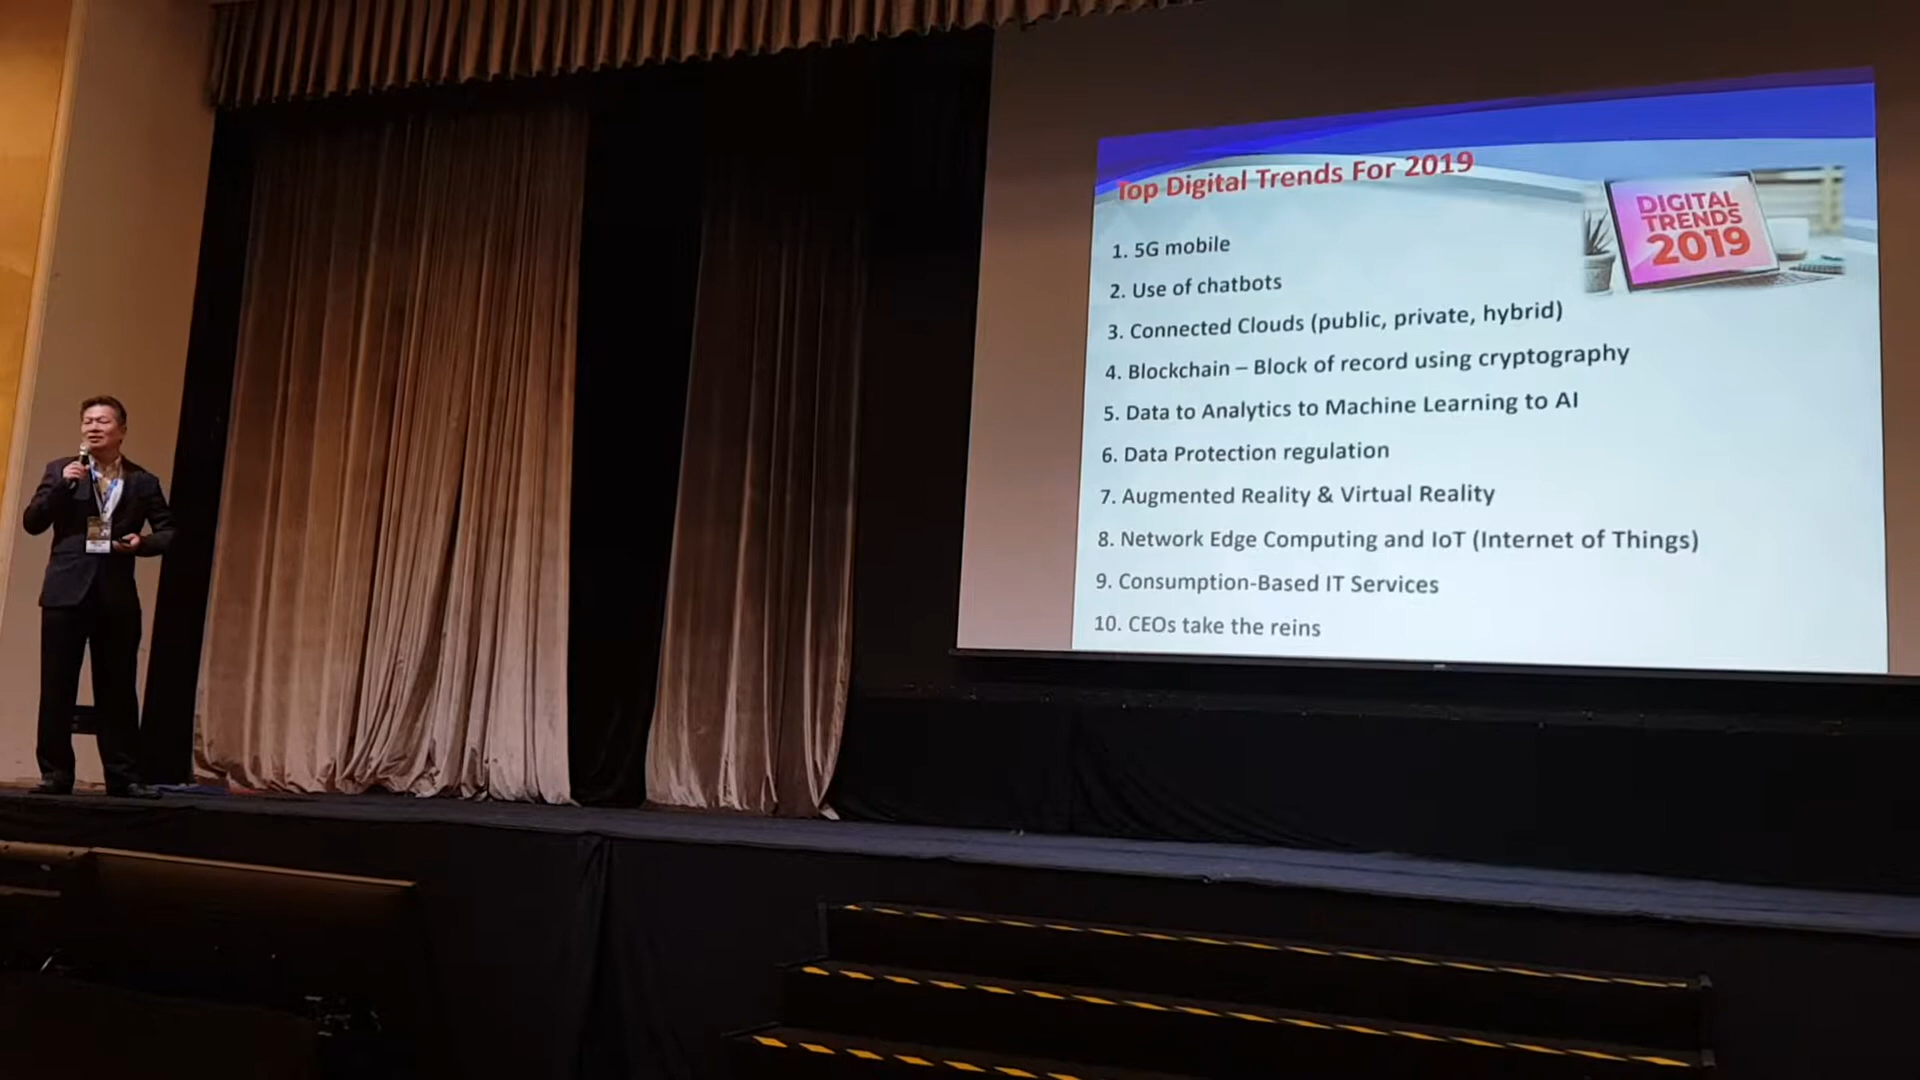 Top Digital Trends For 2019
DIGITAL
TRENDS
2019
1. 5G mobile
2. Use of chatbots
3. Connected Clouds (public, private, hybrid)
4. Blockchain – Block of record using cryptography
5. Data to Analytics to Machine Learning to AI
6. Data Protection regulation
7. Augmented Reality & Virtual Reality
8. Network Edge Computing and IoT (Internet of Things)
9. Consumption-Based IT Services
10. CEOs take the reins